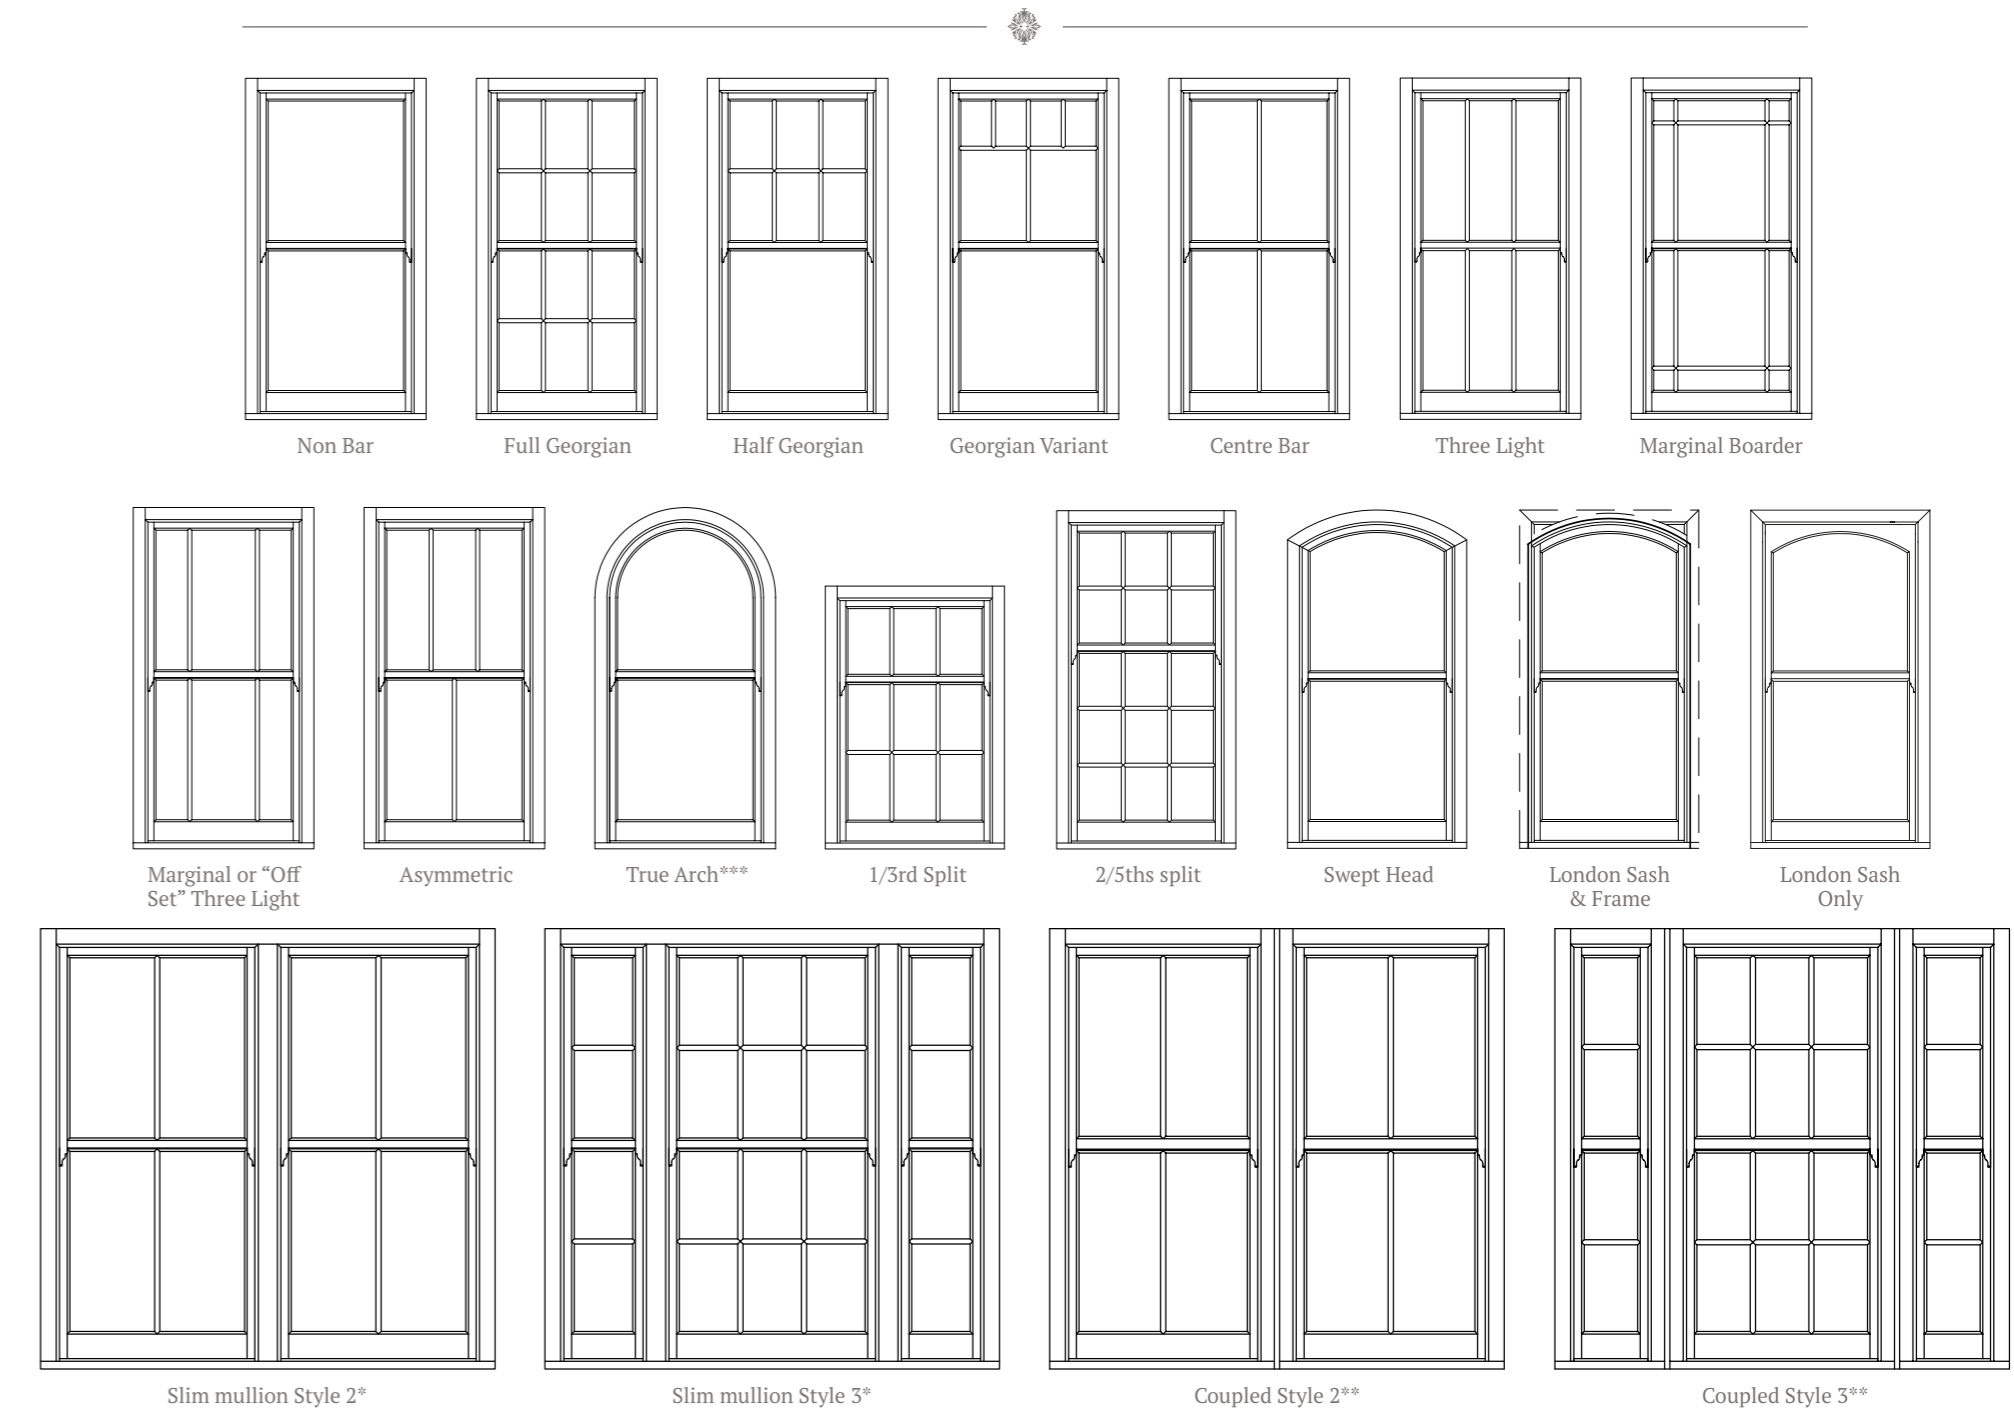 Non Bar
Full Georgian
Half Georgian
Georgian Variant
Centre Bar
Three Light
Marginal Boarder
Marginal or “Off
Set” Three Light
Asymmetric
True Arch***
1/3rd Split
2/5ths split
Swept Head
London Sash
& Frame
London Sash
Only
Slim mullion Style 2*
Slim mullion Style 3*
Coupled Style 2**
Coupled Style 3**